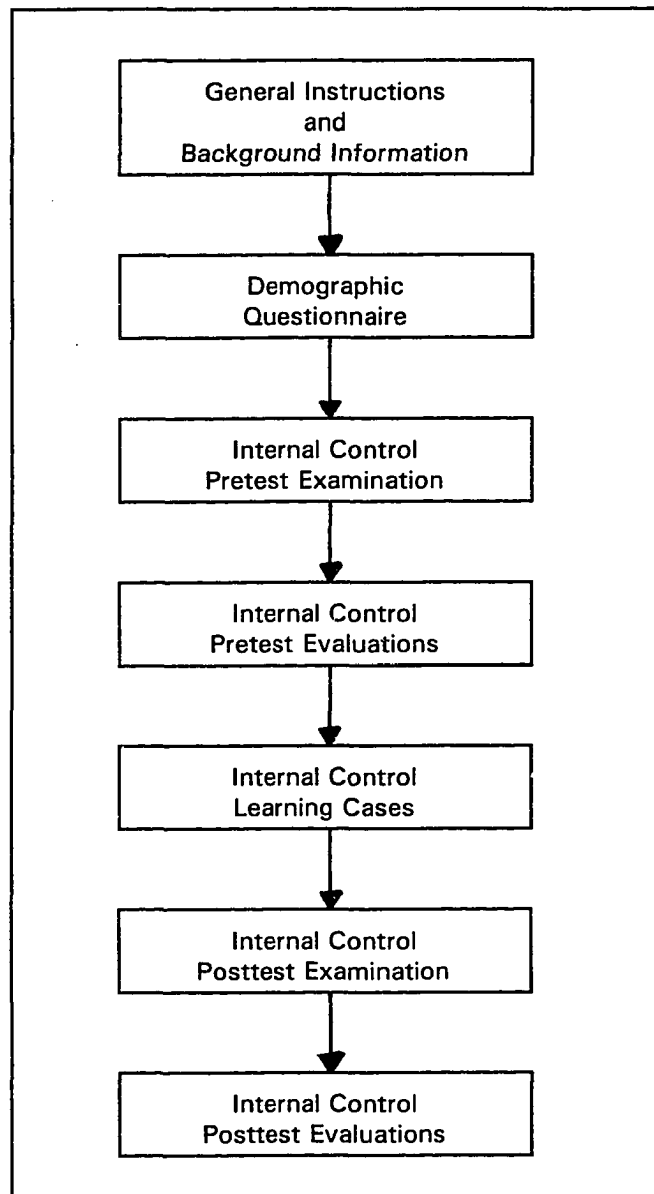 General Instructions
and
Background Information
Demographic
Questionnaire
Internal Control
Pretest Examination
Internal Control
Pretest Evaluations
Internal Control
Learning Cases
Internal Control
Posttest Examination
Internal Control
Posttest Evaluations